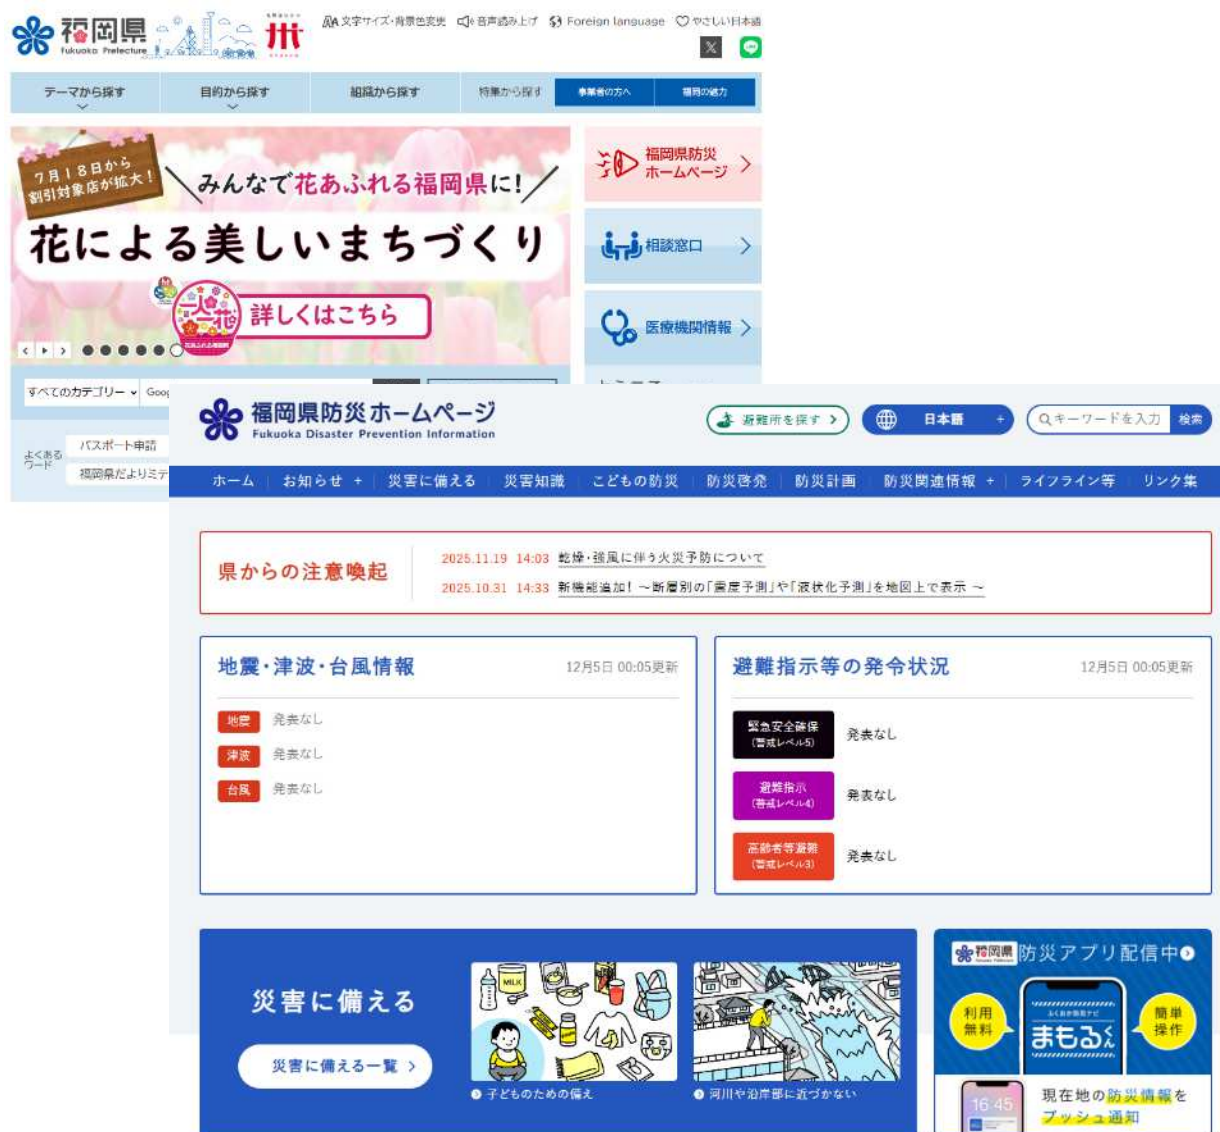 福岡県
Fukuoka Prefecture
文字サイズ・背景色変更
音声読み上げ
Foreign language
やさしい日本語
テーマから探す
目的から探す
組織から探す
特集から探す
事業者の方へ
福岡の魅力
7月18日から
割引対象店が拡大!
みんなで花あふれる福岡県に!
花による美しいまちづくり
一人一花
詳しくはこちら
福岡県防災
ホームページ
相談窓口
医療機関情報
すべてのカテゴリー
Goo
よくある
ワード
パスポート申請
福岡県だよりミテ
福岡県防災ホームページ
Fukuoka Disaster Prevention Information
避難所を探す
日本語 +
キーワードを入力
検索
ホーム
お知らせ +
災害に備える
災害知識
こどもの防災
防災啓発
防災計画
防災関連情報 +
ライフライン等
リンク集
県からの注意喚起
2025.11.19 14:03 乾燥・強風に伴う火災予防について
2025.10.31 14:33 新機能追加! ～断層別の「震度予測」や「液状化予測」を地図上で表示 ～
地震・津波・台風情報
12月5日 00:05更新
地震 発表なし
津波 発表なし
台風 発表なし
避難指示等の発令状況
12月5日 00:05更新
緊急安全確保
(警戒レベル5)
発表なし
避難指示
(警戒レベル4)
発表なし
高齢者等避難
(警戒レベル3)
発表なし
災害に備える
災害に備える一覧
MILK
子どものための備え
河川や沿岸部に近づかない
福岡県
防災アプリ配信中
利用
無料
ふくおか防災ナビ
まもるくん
簡単
操作
16:45
現在地の防災情報を
プッシュ通知